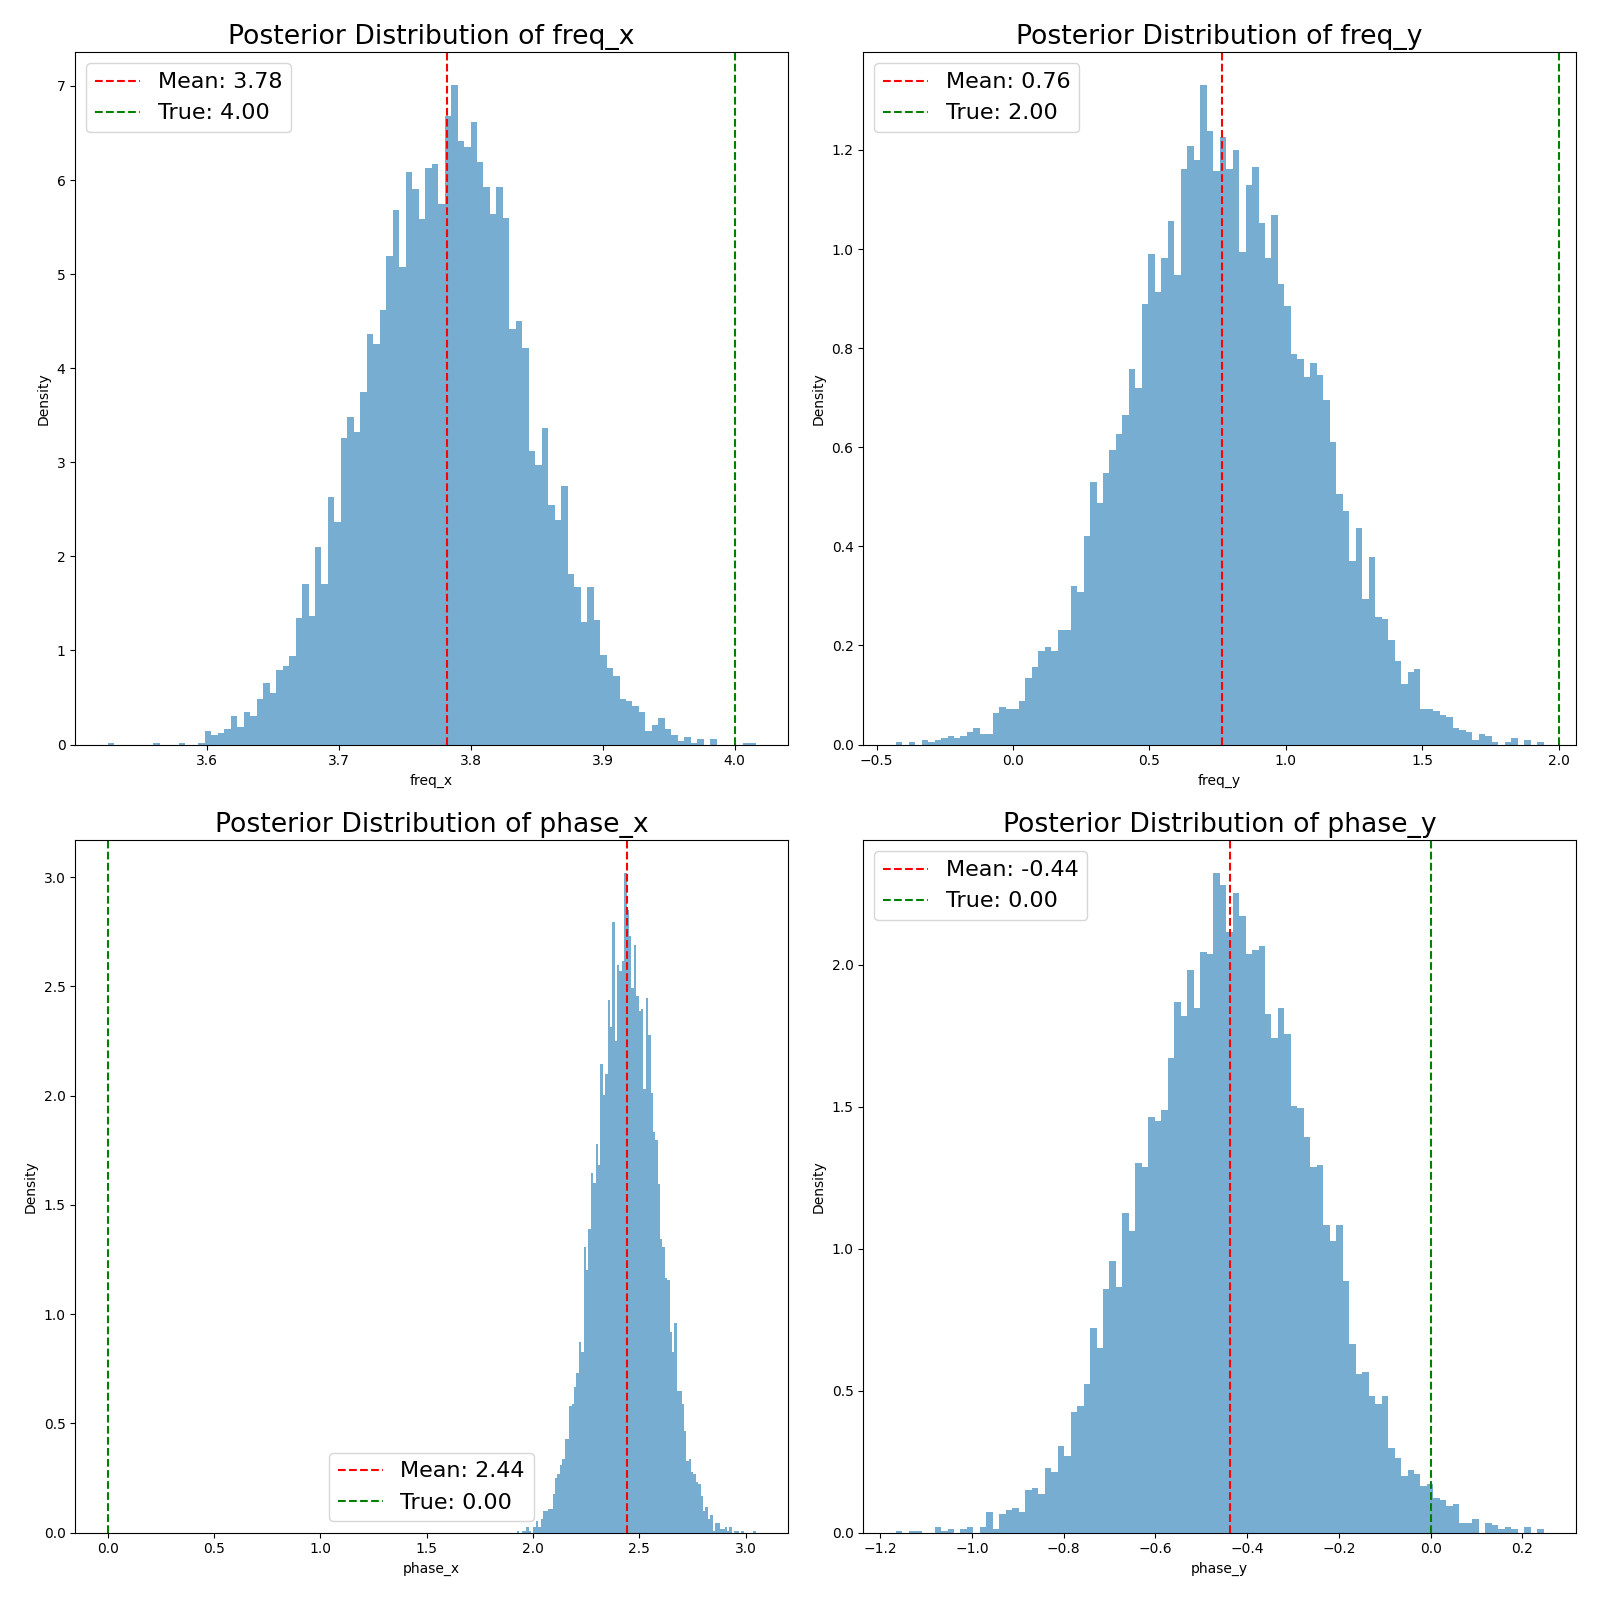 Posterior Distribution of freq_x
Mean: 3.78
True: 4.00
7
6
5
4
3
2
1
0
Density
3.6 3.7 3.8 3.9 4.0
freq_x
Posterior Distribution of freq_y
Mean: 0.76
True: 2.00
1.2
1.0
0.8
0.6
0.4
0.2
0.0
Density
−0.5 0.0 0.5 1.0 1.5 2.0
freq_y
Posterior Distribution of phase_x
3.0
2.5
2.0
1.5
1.0
0.5
0.0
Density
Mean: 2.44
True: 0.00
0.0 0.5 1.0 1.5 2.0 2.5 3.0
phase_x
Posterior Distribution of phase_y
Mean: -0.44
True: 0.00
2.0
1.5
1.0
0.5
0.0
Density
−1.2 −1.0 −0.8 −0.6 −0.4 −0.2 0.0 0.2
phase_y